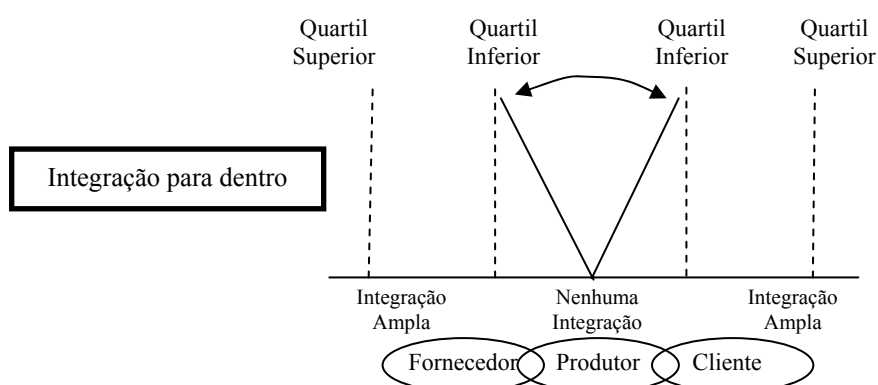 Quartil
Superior
Quartil
Inferior
Quartil
Inferior
Quartil
Superior
Integração para dentro
Integração
Ampla
Nenhuma
Integração
Integração
Ampla
Fornecedor
Produtor
Cliente